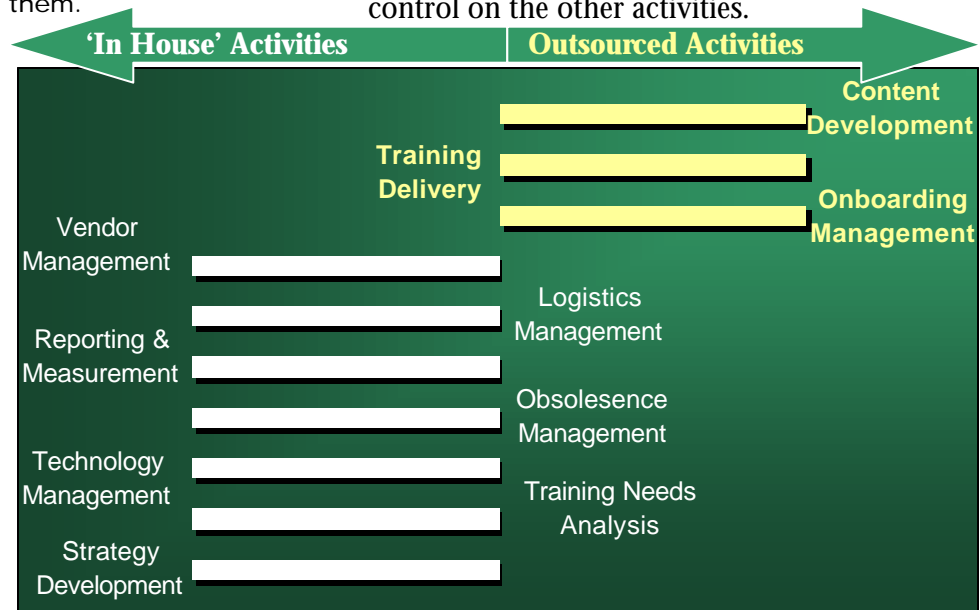 them.
control on the other activities.
‘In House’ Activities
Outsourced Activities
Content
Development
Training
Delivery
Onboarding
Management
Vendor
Management
Logistics
Management
Reporting &
Measurement
Obsolesence
Management
Technology
Management
Training Needs
Analysis
Strategy
Development